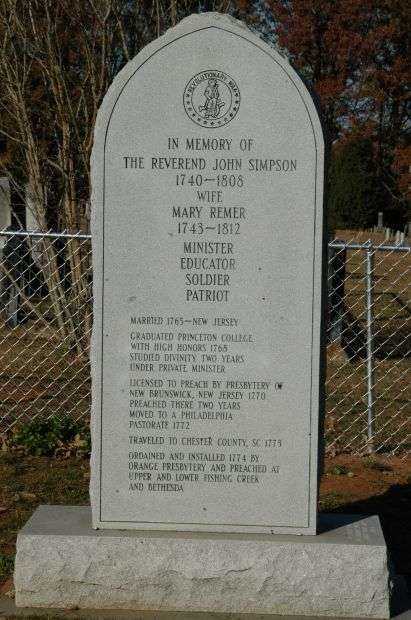 REVOLUTIONARY WAR
IN MEMORY OF
THE REVEREND JOHN SIMPSON
1740—1808
WIFE
MARY REMER
1743—1812
MINISTER
EDUCATOR
SOLDIER
PATRIOT
MARRIED 1765—NEW JERSEY
GRADUATED PRINCETON COLLEGE
WITH HIGH HONORS 1768
STUDIED DIVINITY TWO YEARS
UNDER PRIVATE MINISTER
LICENSED TO PREACH BY PRESBYTERY OF
NEW BRUNSWICK, NEW JERSEY 1770
PREACHED THERE TWO YEARS
MOVED TO A PHILADELPHIA
PASTORATE 1772
TRAVELED TO CHESTER COUNTY, SC 1773
ORDAINED AND INSTALLED 1774 BY
ORANGE PRESBYTERY AND PREACHED AT
UPPER AND LOWER FISHING CREEK
AND BETHESDA